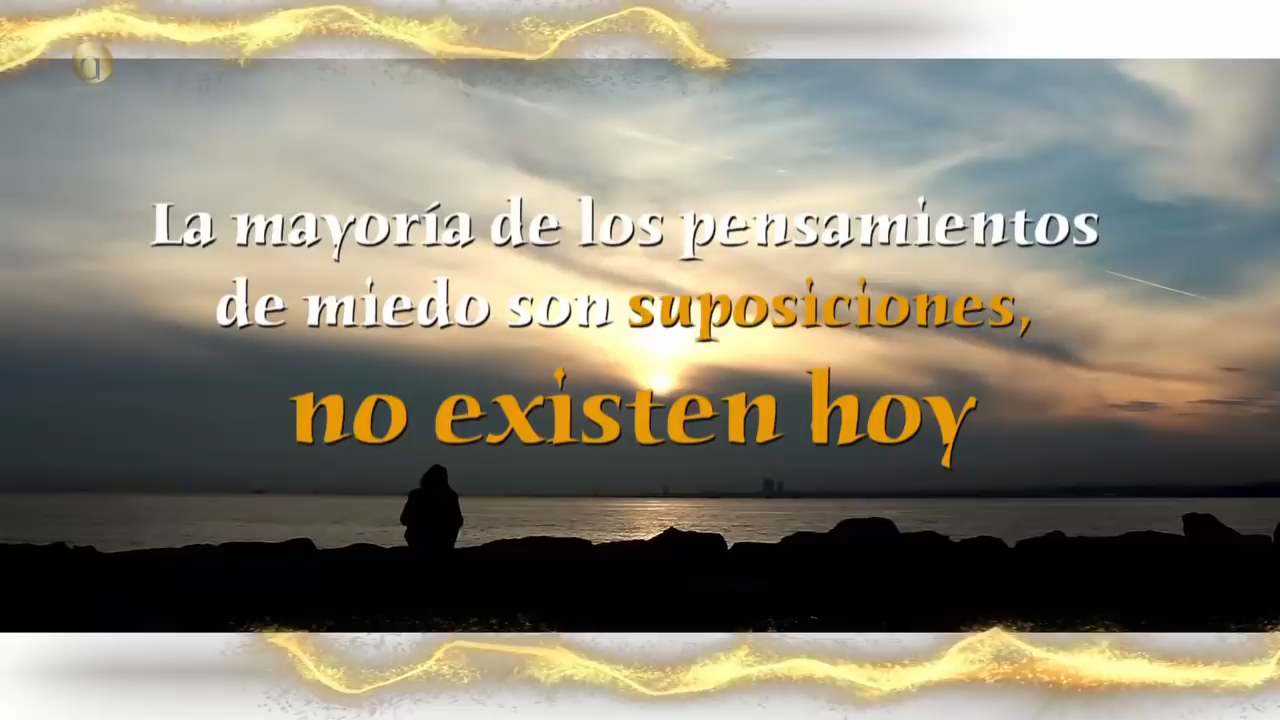 La mayoría de los pensamientos
de miedo son suposiciones,
no existen hoy